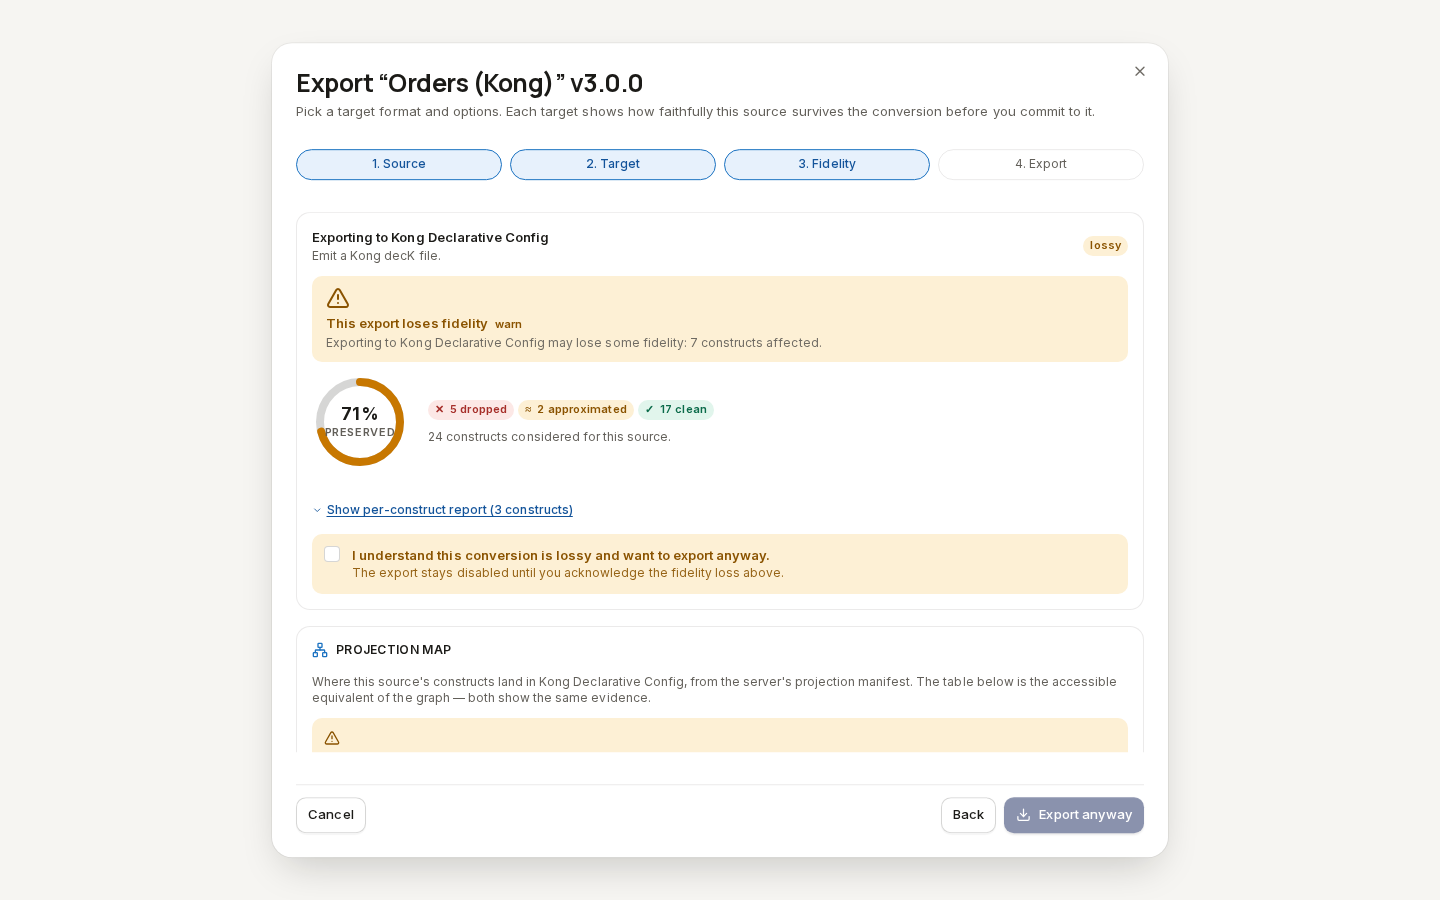 Export “Orders (Kong)” v3.0.0
Pick a target format and options. Each target shows how faithfully this source survives the conversion before you commit to it.
1. Source
2. Target
3. Fidelity
4. Export
Exporting to Kong Declarative Config
Emit a Kong decK file.
lossy
This export loses fidelity warn
Exporting to Kong Declarative Config may lose some fidelity: 7 constructs affected.
71%
PRESERVED
✕ 5 dropped
≈ 2 approximated
✓ 17 clean
24 constructs considered for this source.
Show per-construct report (3 constructs)
I understand this conversion is lossy and want to export anyway.
The export stays disabled until you acknowledge the fidelity loss above.
PROJECTION MAP
Where this source's constructs land in Kong Declarative Config, from the server's projection manifest. The table below is the accessible
equivalent of the graph — both show the same evidence.
Cancel
Back
Export anyway